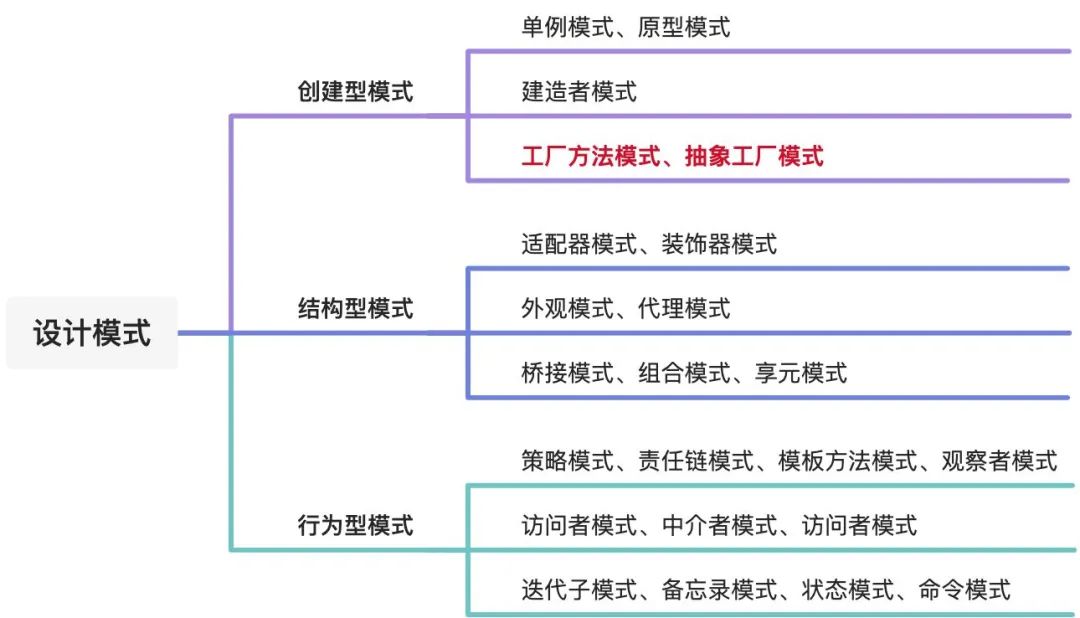 设计模式
创建型模式
单例模式、原型模式
建造者模式
工厂方法模式、抽象工厂模式
结构型模式
适配器模式、装饰器模式
外观模式、代理模式
桥接模式、组合模式、享元模式
行为型模式
策略模式、责任链模式、模板方法模式、观察者模式
访问者模式、中介者模式、访问者模式
迭代子模式、备忘录模式、状态模式、命令模式